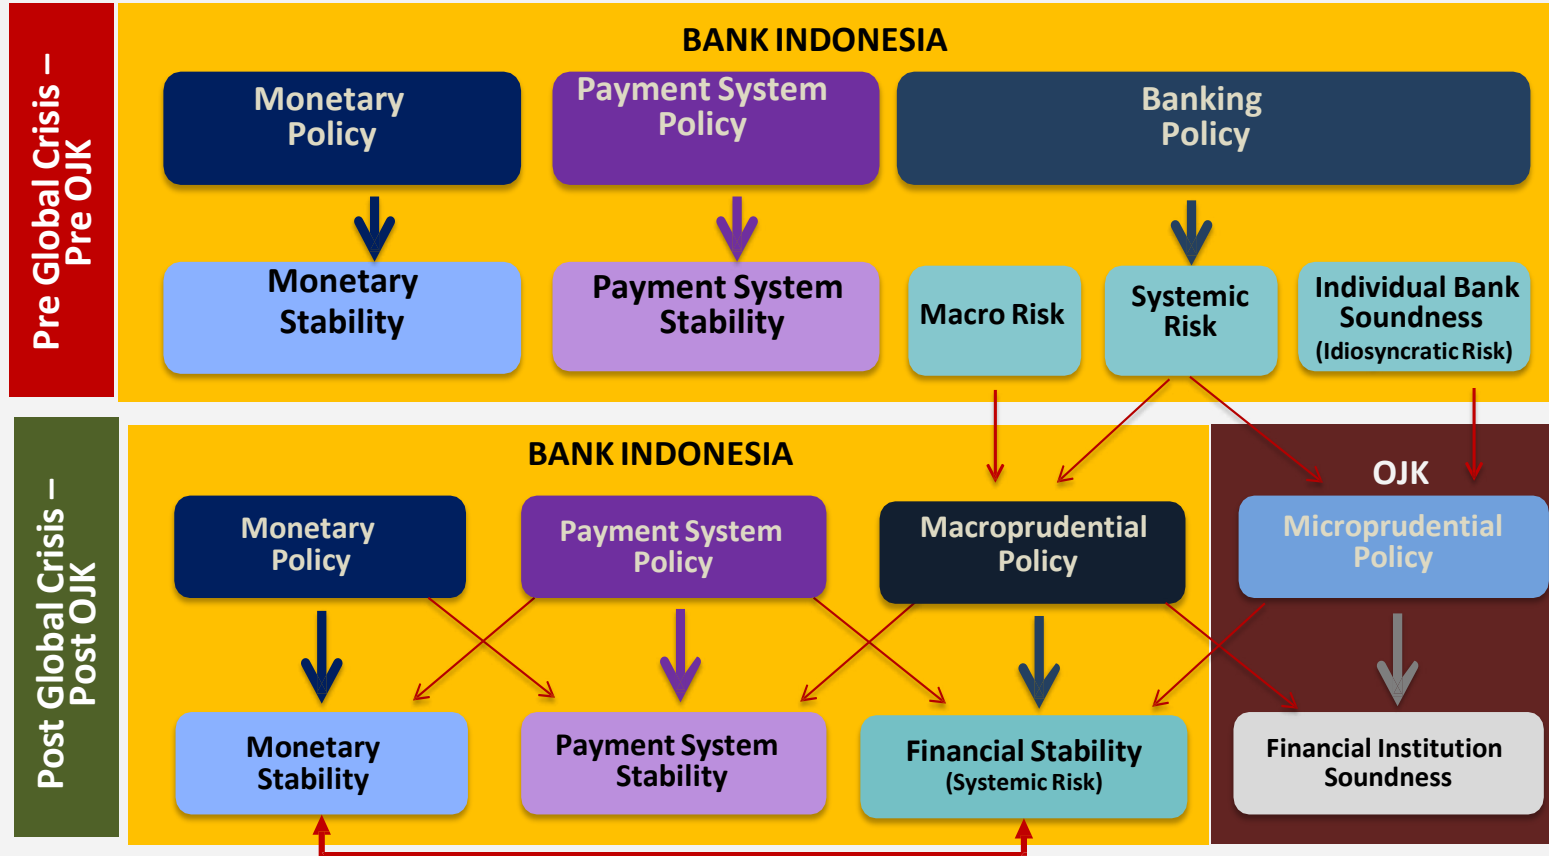 Pre Global Crisis –
Pre OJK
BANK INDONESIA
Monetary
Policy
Payment System
Policy
Banking
Policy
Monetary
Stability
Payment System
Stability
Macro Risk
Systemic
Risk
Individual Bank
Soundness
(Idiosyncratic Risk)
Post Global Crisis –
Post OJK
BANK INDONESIA
OJK
Monetary
Policy
Payment System
Policy
Macroprudential
Policy
Microprudential
Policy
Monetary
Stability
Payment System
Stability
Financial Stability
(Systemic Risk)
Financial Institution
Soundness